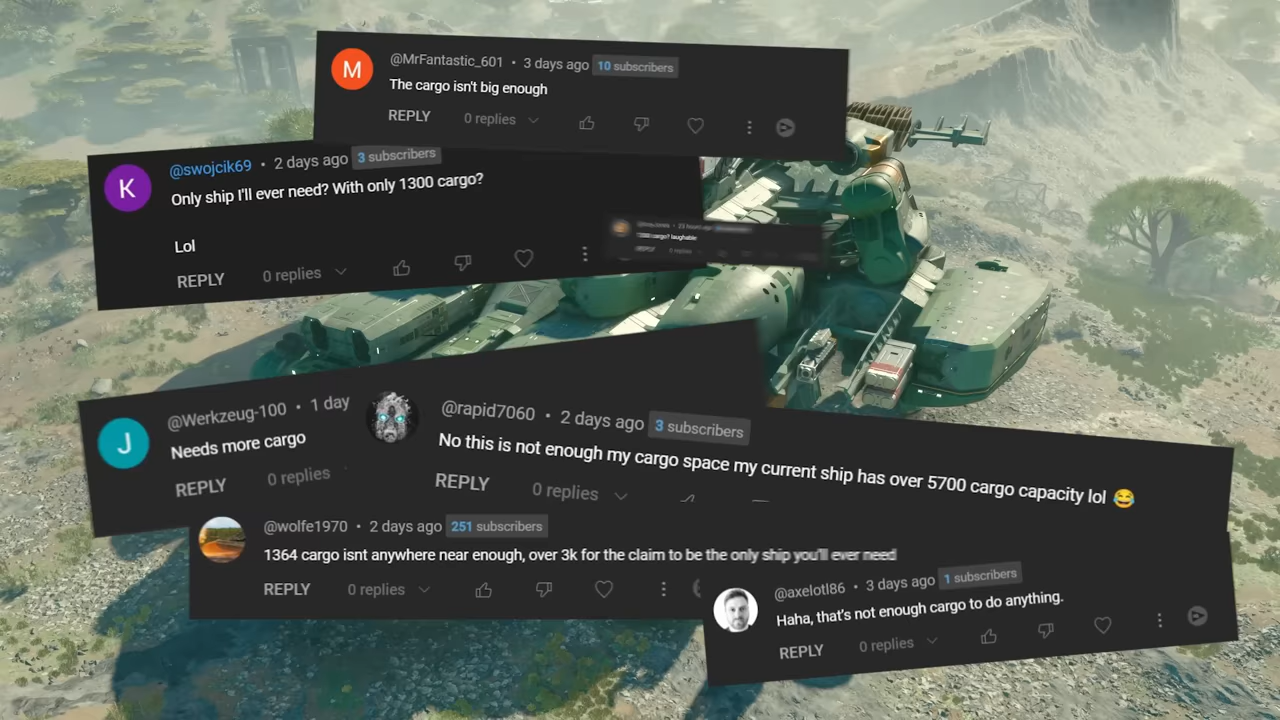 M
@MrFantastic_601 • 3 days ago 10 subscribers
The cargo isn't big enough
REPLY 0 replies
K
@swojcik69 • 2 days ago 3 subscribers
Only ship I'll ever need? With only 1300 cargo?
Lol
REPLY 0 replies
cargo? laughable
REPLY 0 replies
J
@Werkzeug-100 • 1 day
Needs more cargo
REPLY 0 replies
@rapid7060 • 2 days ago 3 subscribers
No this is not enough my cargo space my current ship has over 5700 cargo capacity lol 😂
REPLY 0 replies
@wolfe1970 • 2 days ago 251 subscribers
1364 cargo isnt anywhere near enough, over 3k for the claim to be the only ship you'll ever need
REPLY 0 replies
@axelotl86 • 3 days ago 1 subscribers
Haha, that's not enough cargo to do anything.
REPLY 0 replies